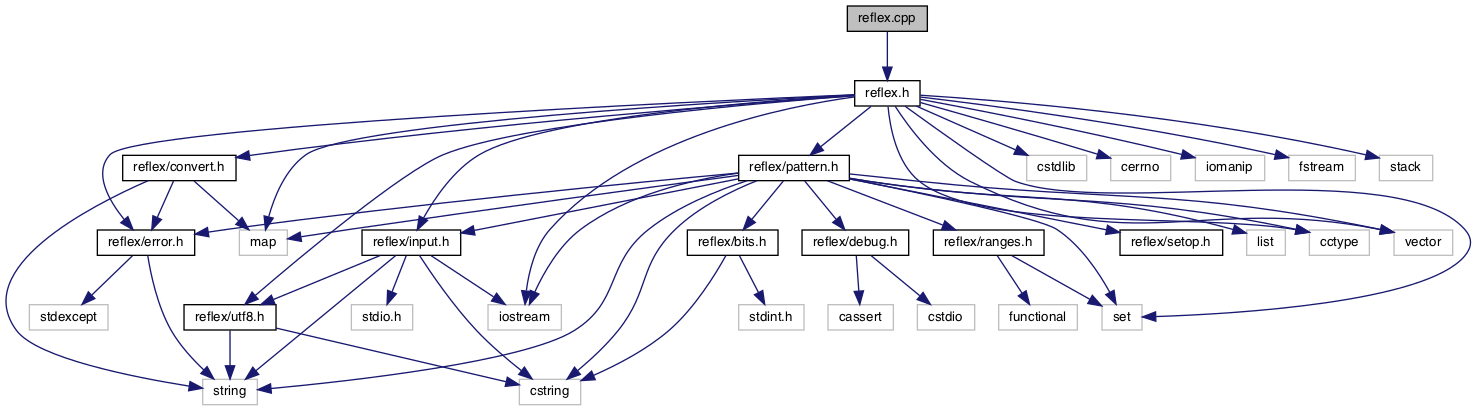 reflex.cpp
reflex.h
reflex/convert.h
reflex/pattern.h
cstdlib
cerrno
iomanip
fstream
stack
reflex/error.h
map
reflex/input.h
reflex/bits.h
reflex/debug.h
reflex/ranges.h
reflex/setop.h
list
cctype
vector
stdexcept
reflex/utf8.h
stdio.h
iostream
stdint.h
cassert
cstdio
functional
set
string
cstring